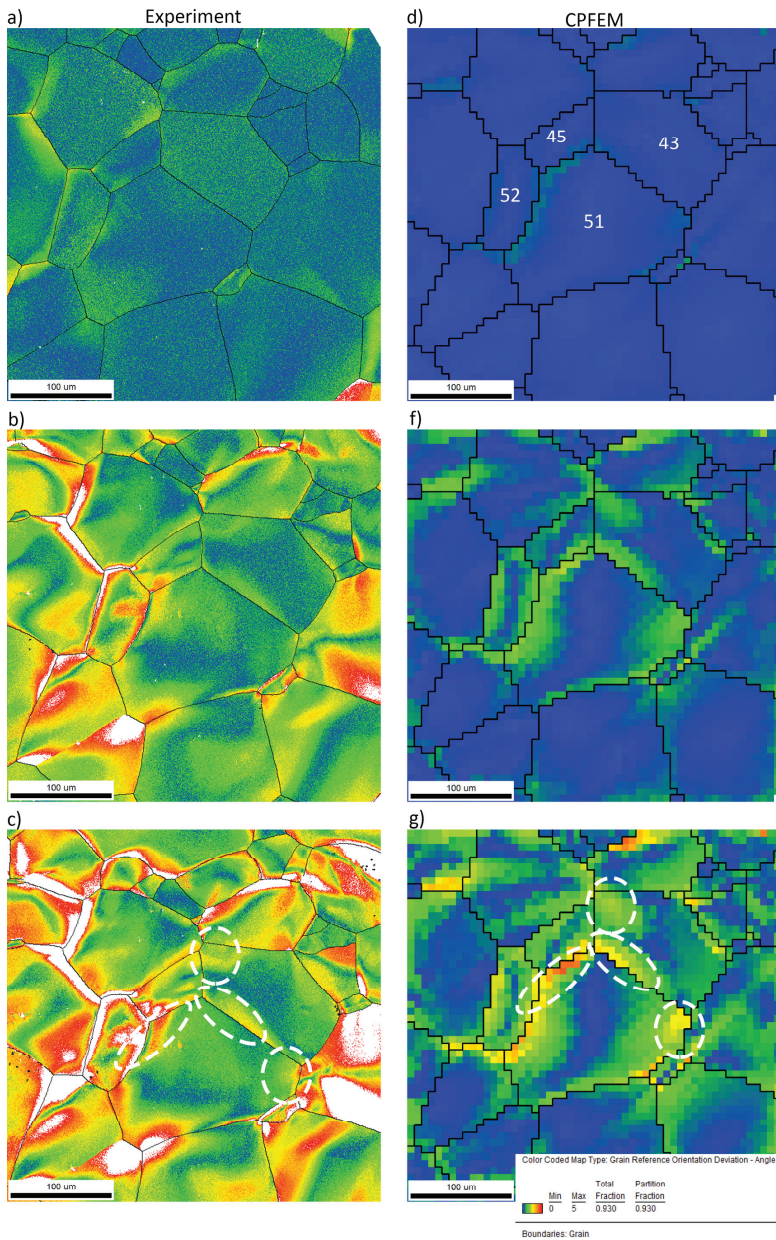 Experiment
CPFEM
a)
d)
45
43
52
51
100 um
100 um
b)
f)
100 um
100 um
c)
g)
100 um
100 um
Color Coded Map Type: Grain Reference Orientation Deviation - Angle
Total Partition
Min Max Fraction Fraction
0 5 0.930 0.930
Boundaries: Grain